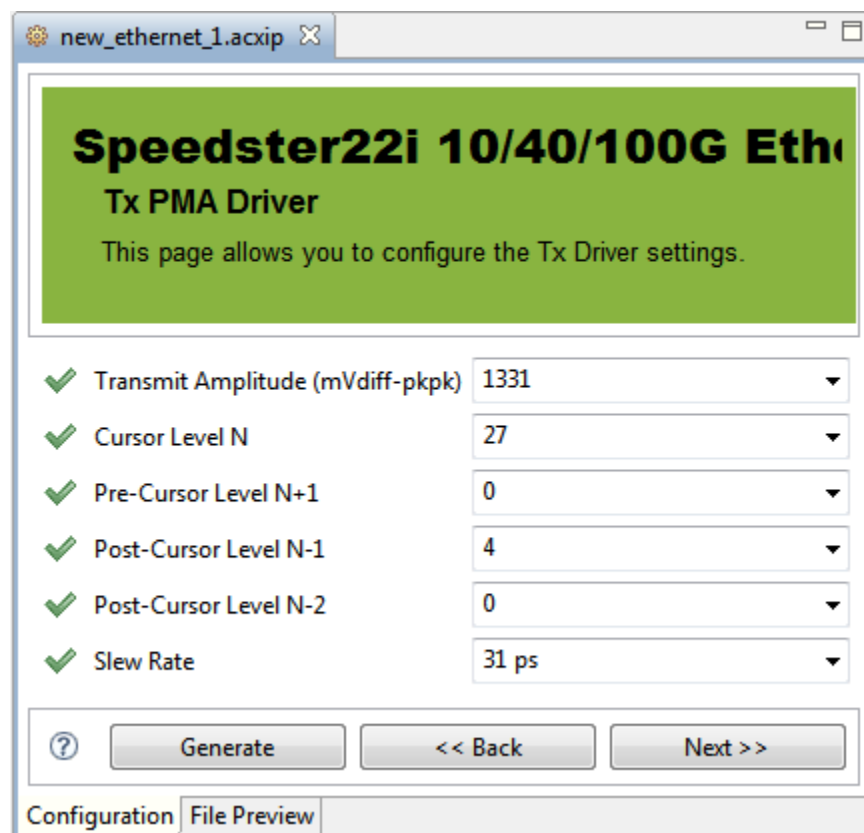 new_ethernet_1.acxip
Speedster22i 10/40/100G
Tx PMA Driver
This page allows you to configure the Tx Driver settings.
Transmit Amplitude (mVdiff-pkpk) 1331
Cursor Level N 27
Pre-Cursor Level N+1 0
Post-Cursor Level N-1 4
Post-Cursor Level N-2 0
Slew Rate 31 ps
? Generate << Back Next >>
Configuration File Preview